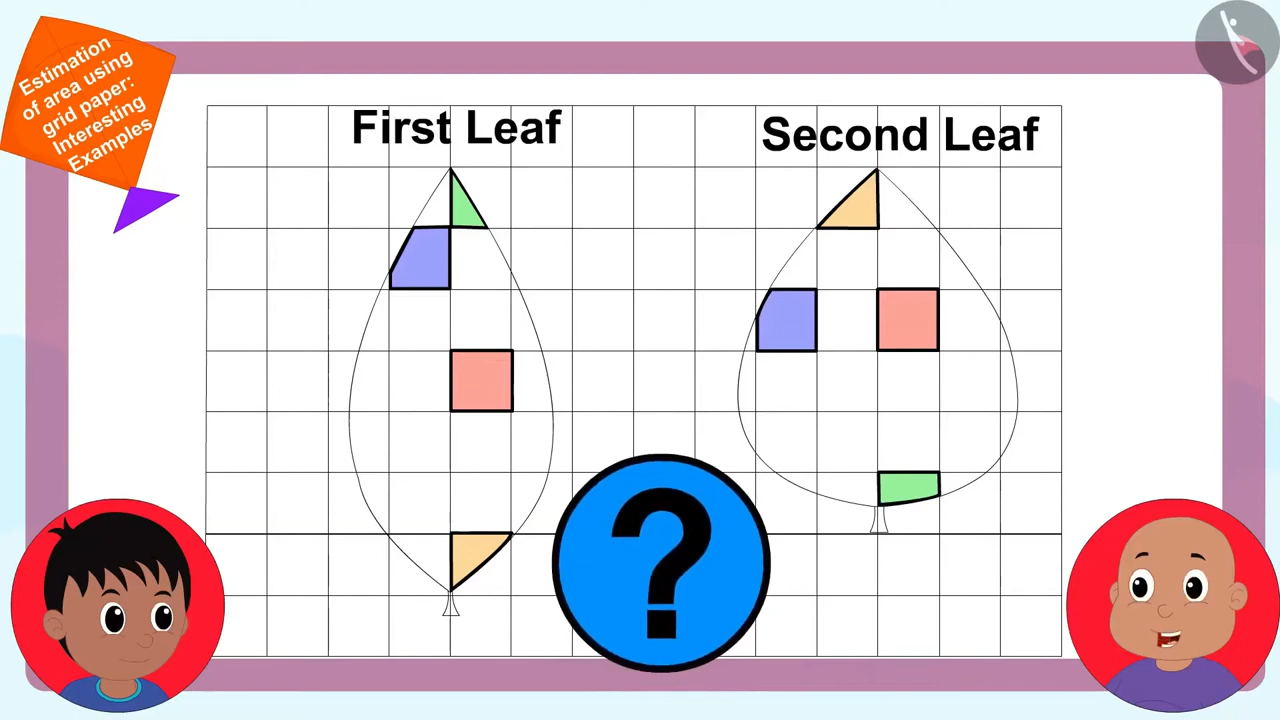 Estimation
of area using
grid paper:
Interesting
Examples
First Leaf
Second Leaf
?